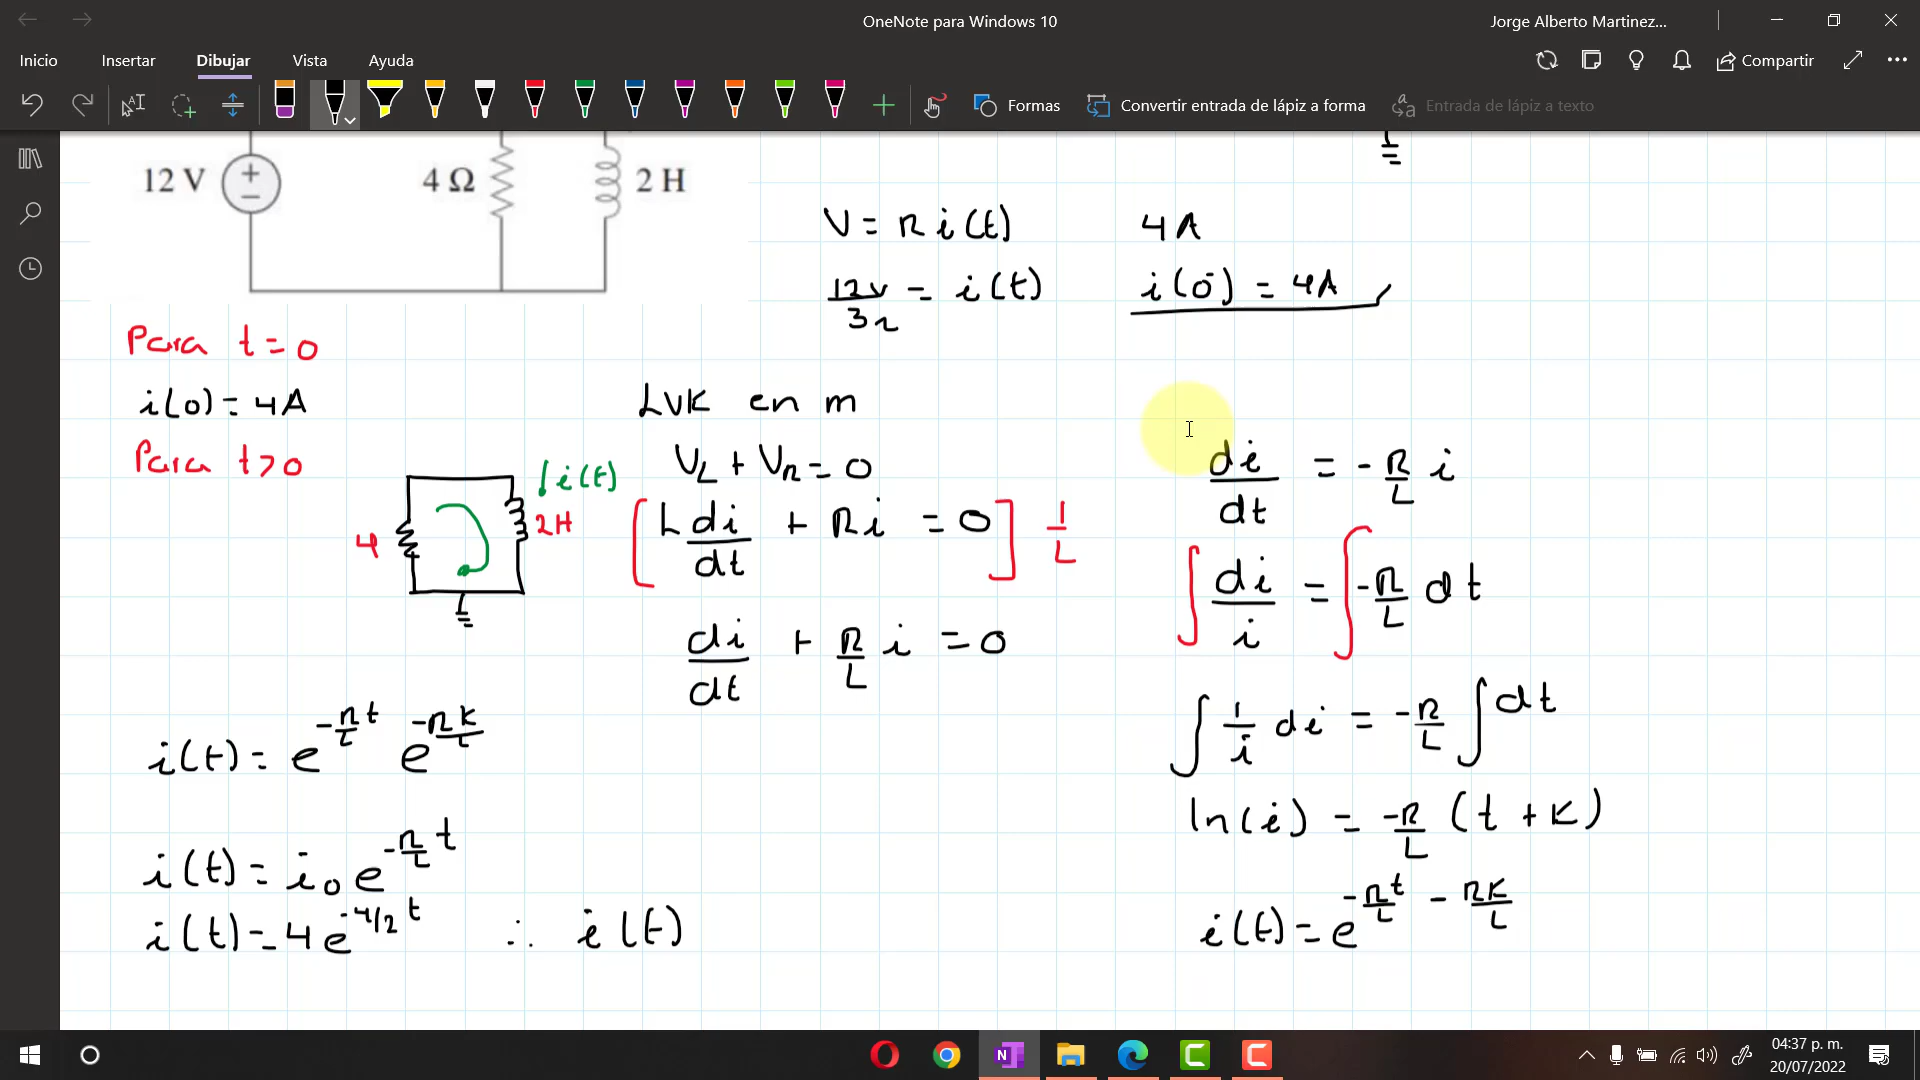 OneNote para Windows 10
Jorge Alberto Martinez...
Inicio
Insertar
Dibujar
Vista
Ayuda
Compartir
Formas
Convertir entrada de lápiz a forma
Entrada de lápiz a texto
12 V
4 Ω
2 H
V = R i(t)
4A
12v/3Ω = i(t)
i(0⁻) = 4A
Para t=0
i(0) = 4A
Para t>0
4
2H
i(t)
LVK en m
V_L + V_R = 0
[L di/dt + Ri = 0] 1/L
di/dt + R/L i = 0
di/dt = -R/L i
∫ di/i = ∫ -R/L dt
∫ 1/i di = -R/L ∫ dt
ln(i) = -R/L (t + K)
i(t) = e^(-R/L t - RK/L)
i(t) = e^(-R/L t) e^(-RK/L)
i(t) = i₀ e^(-R/L t)
i(t) = 4e^(-4/2 t) ∴ i(t)
04:37 p. m.
20/07/2022